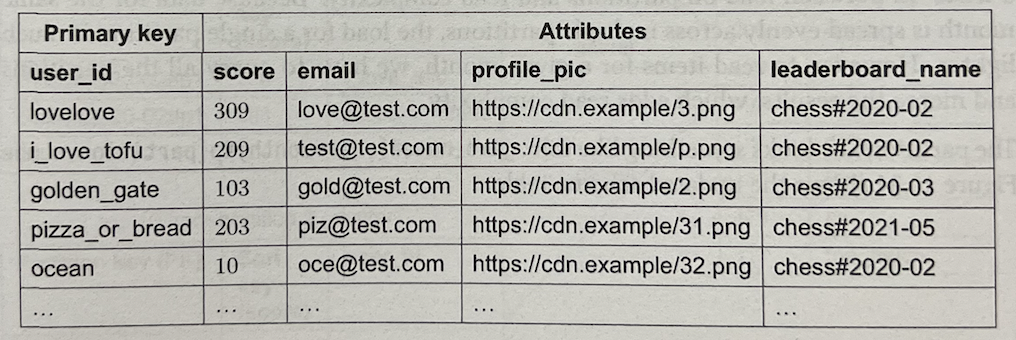 Primary key Attributes
user_id score email profile_pic leaderboard_name
lovelove 309 love@test.com https://cdn.example/3.png chess#2020-02
i_love_tofu 209 test@test.com https://cdn.example/p.png chess#2020-02
golden_gate 103 gold@test.com https://cdn.example/2.png chess#2020-03
pizza_or_bread 203 piz@test.com https://cdn.example/31.png chess#2021-05
ocean 10 oce@test.com https://cdn.example/32.png chess#2020-02
... ... ... ... ...